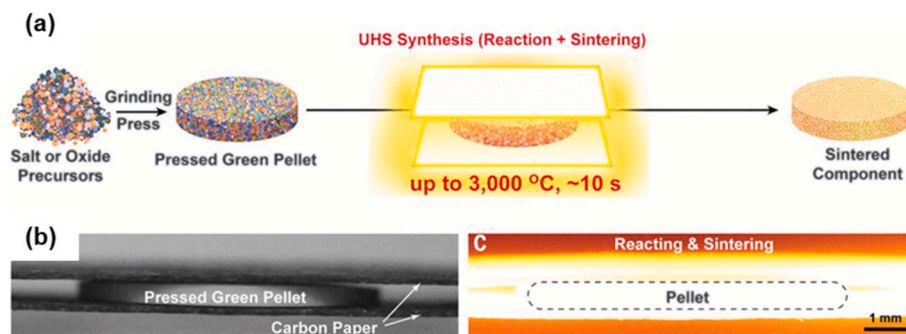 (a)
UHS Synthesis (Reaction + Sintering)
Grinding
Press
Salt or Oxide
Precursors
Pressed Green Pellet
up to 3,000 °C, ~10 s
Sintered
Component
(b)
Pressed Green Pellet
Carbon Paper
C
Reacting & Sintering
Pellet
1 mm